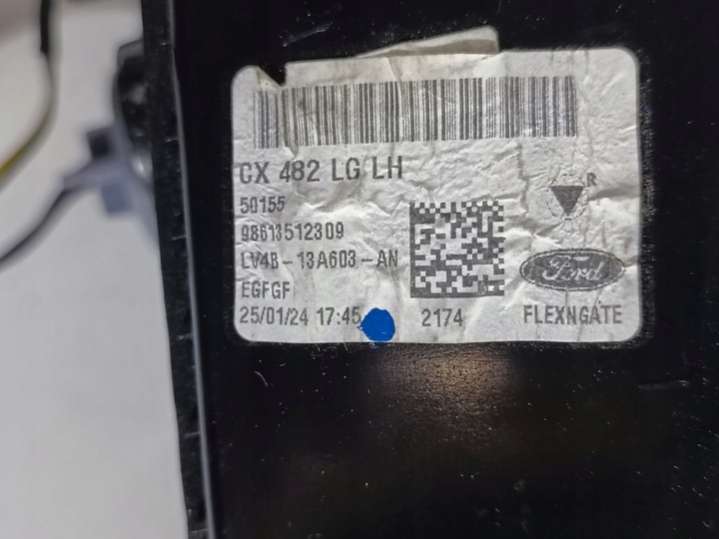 CX 482 LG LH
50155
98613512309
LV4B-13A603-AN
EGFGF
25/01/24 17:45
2174
R
Ford
FLEXNGATE